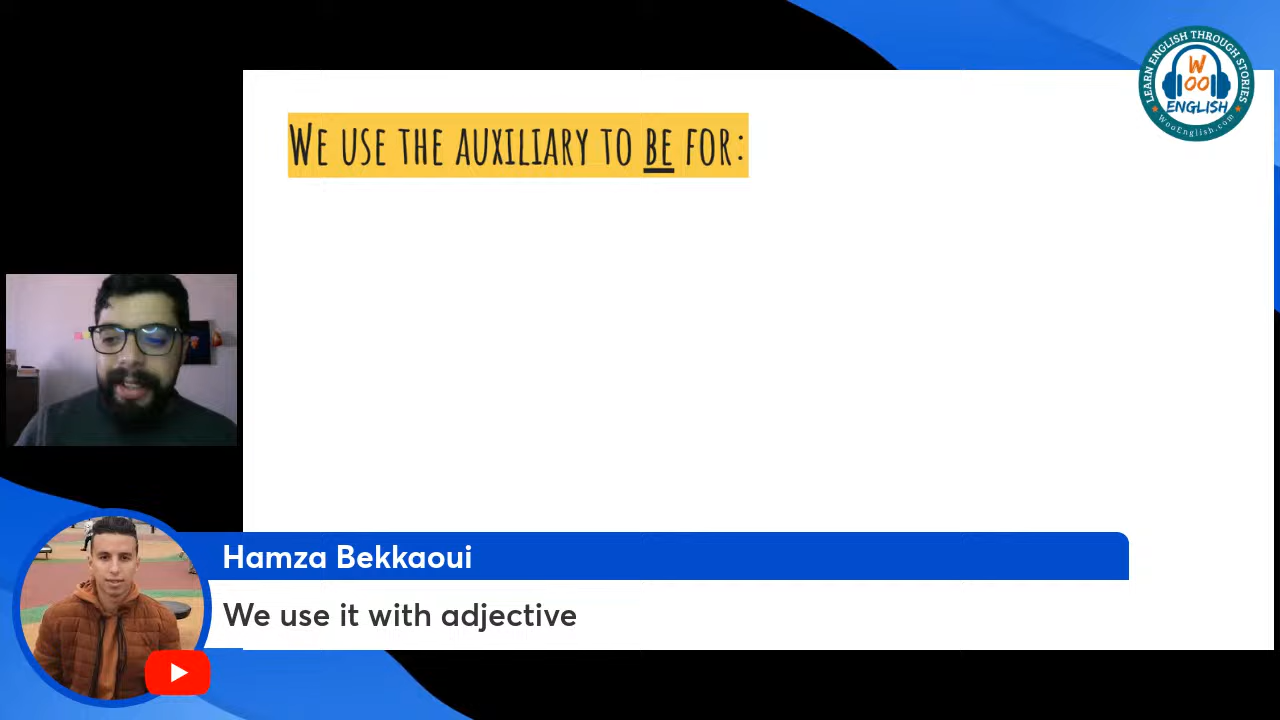 We use the auxiliary to be for:
LEARN ENGLISH THROUGH STORIES
WOO
ENGLISH
WooEnglish.com
Hamza Bekkaoui
We use it with adjective